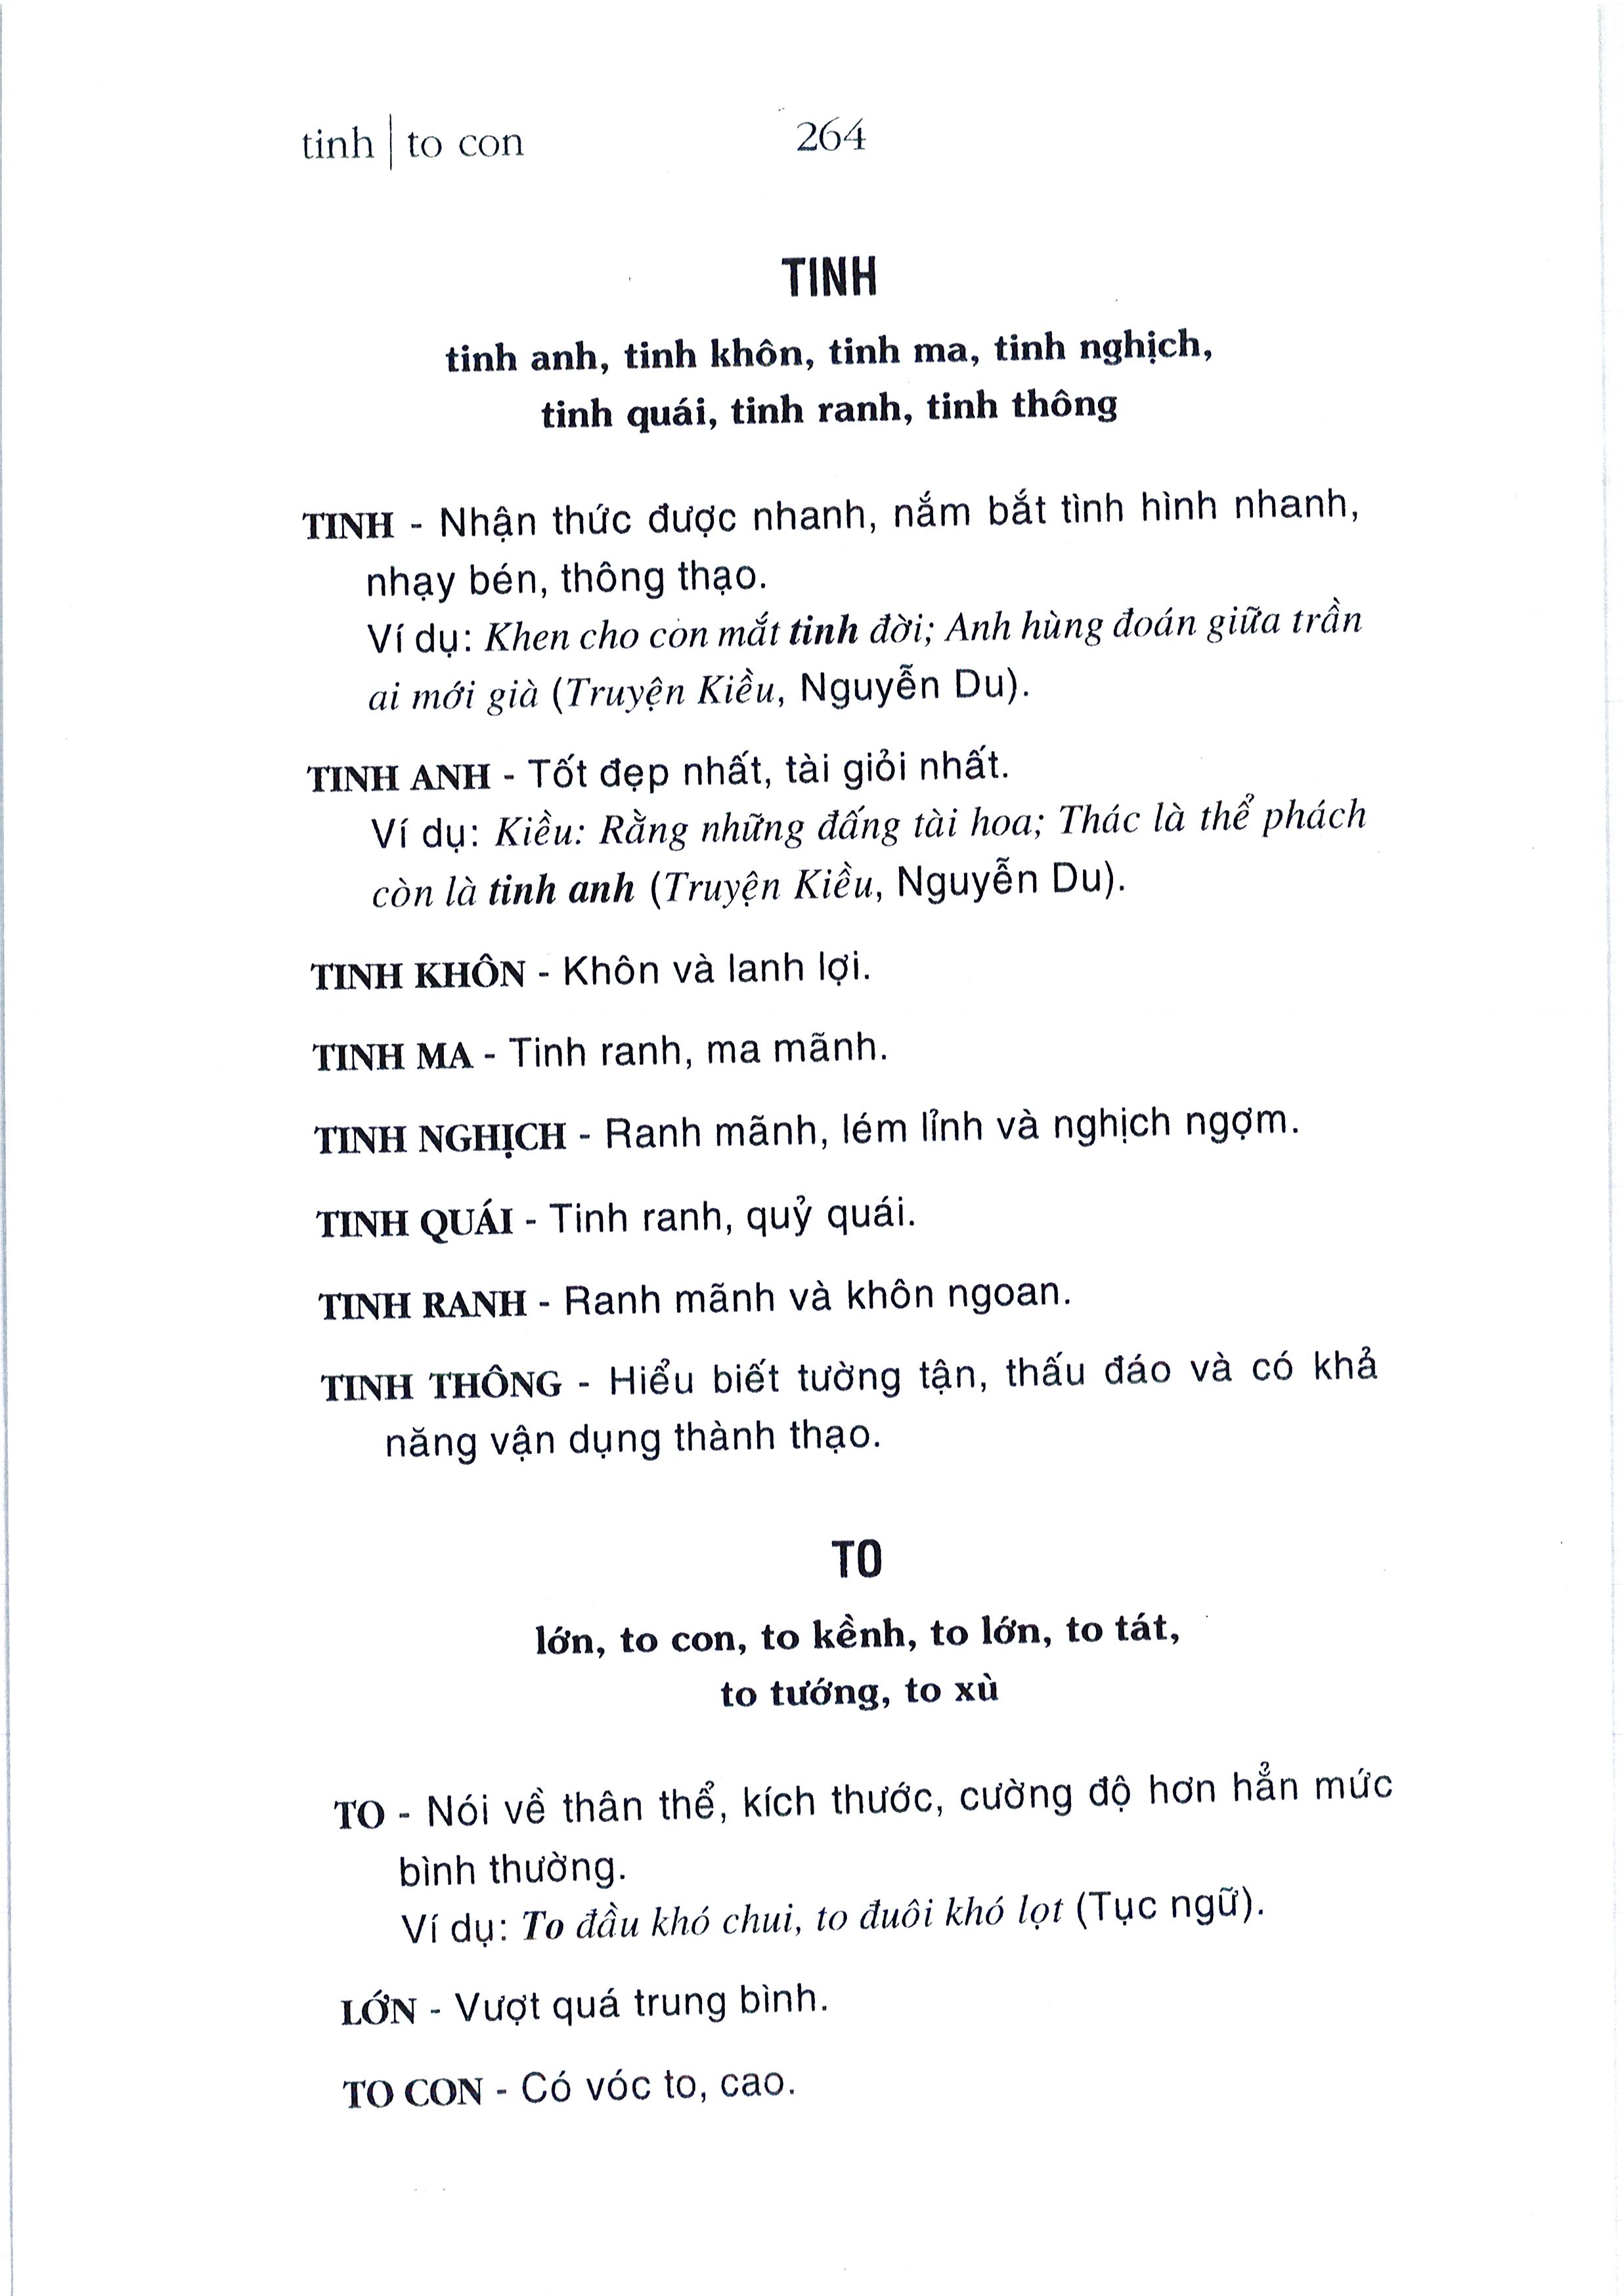 tinh | to con 264
TINH
tinh anh, tinh khôn, tinh ma, tinh nghịch,
tinh quái, tinh ranh, tinh thông
TINH - Nhận thức được nhanh, nắm bắt tình hình nhanh,
nhạy bén, thông thạo.
Ví dụ: Khen cho con mắt tinh đời; Anh hùng đoán giữa trần
ai mới già (Truyện Kiều, Nguyễn Du).
TINH ANH - Tốt đẹp nhất, tài giỏi nhất.
Ví dụ: Kiều: Rằng những đấng tài hoa; Thác là thể phách
còn là tinh anh (Truyện Kiều, Nguyễn Du).
TINH KHÔN - Khôn và lanh lợi.
TINH MA - Tinh ranh, ma mãnh.
TINH NGHỊCH - Ranh mãnh, lém lỉnh và nghịch ngợm.
TINH QUÁI - Tinh ranh, quỷ quái.
TINH RANH - Ranh mãnh và khôn ngoan.
TINH THÔNG - Hiểu biết tường tận, thấu đáo và có khả
năng vận dụng thành thạo.
TO
lớn, to con, to kềnh, to lớn, to tát,
to tướng, to xù
TO - Nói về thân thể, kích thước, cường độ hơn hẳn mức
bình thường.
Ví dụ: To đầu khó chui, to đuôi khó lọt (Tục ngữ).
LỚN - Vượt quá trung bình.
TO CON - Có vóc to, cao.